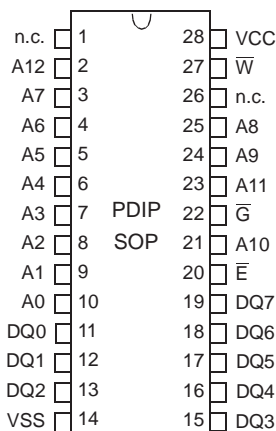 n.c. 1 28 VCC
A12 2 27 W̅
A7 3 26 n.c.
A6 4 25 A8
A5 5 24 A9
A4 6 23 A11
A3 7 PDIP 22 G̅
A2 8 SOP 21 A10
A1 9 20 E̅
A0 10 19 DQ7
DQ0 11 18 DQ6
DQ1 12 17 DQ5
DQ2 13 16 DQ4
VSS 14 15 DQ3